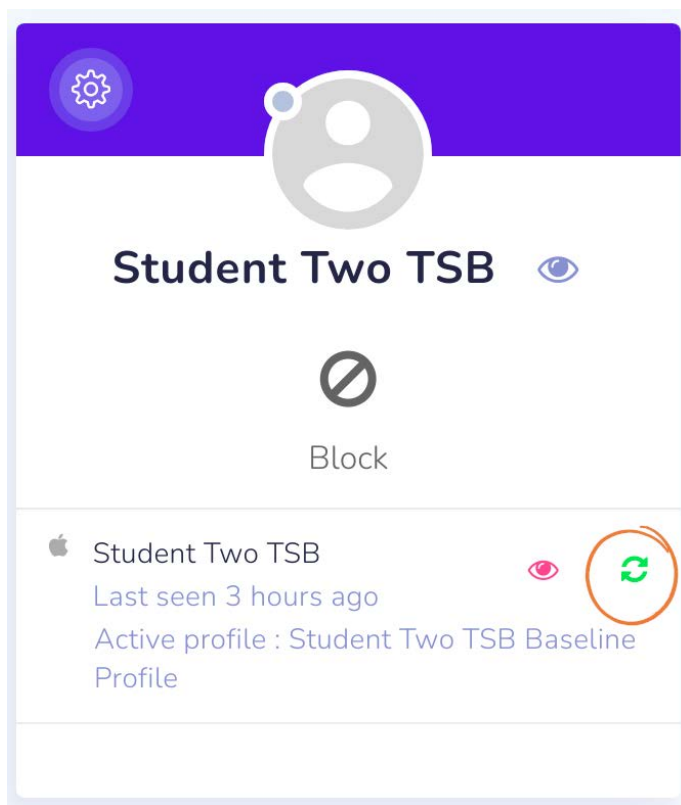 Student Two TSB
Block
Student Two TSB
Last seen 3 hours ago
Active profile : Student Two TSB Baseline
Profile